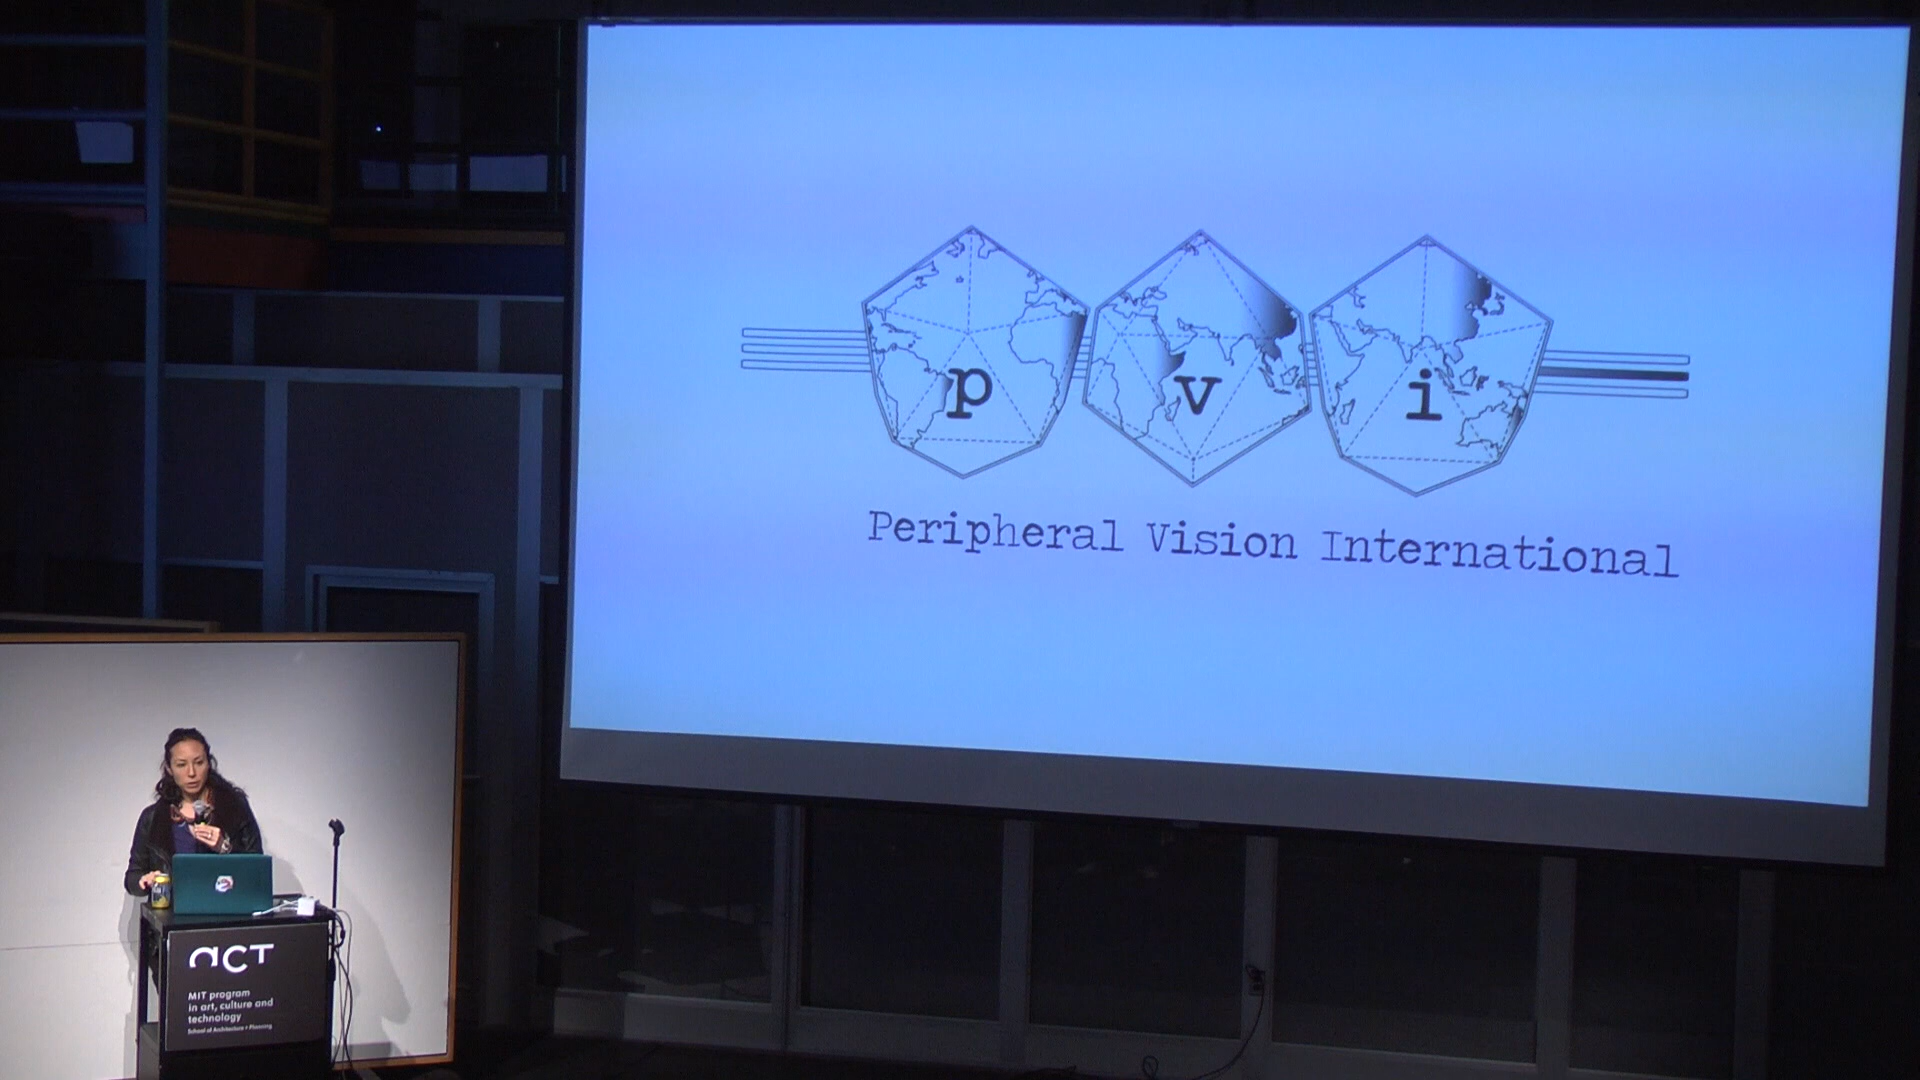 p v i
Peripheral Vision International
act
MIT program
in art, culture and
technology
School of Architecture + Planning